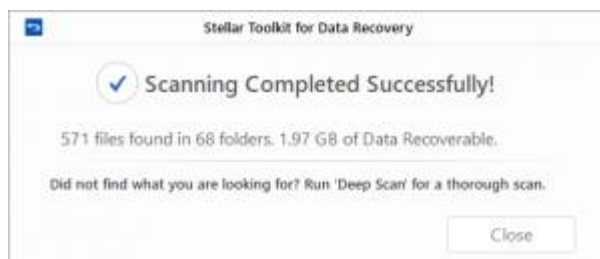 Stellar Toolkit for Data Recovery
Scanning Completed Successfully!
571 files found in 68 folders. 1.97 GB of Data Recoverable.
Did not find what you are looking for? Run 'Deep Scan' for a thorough scan.
Close